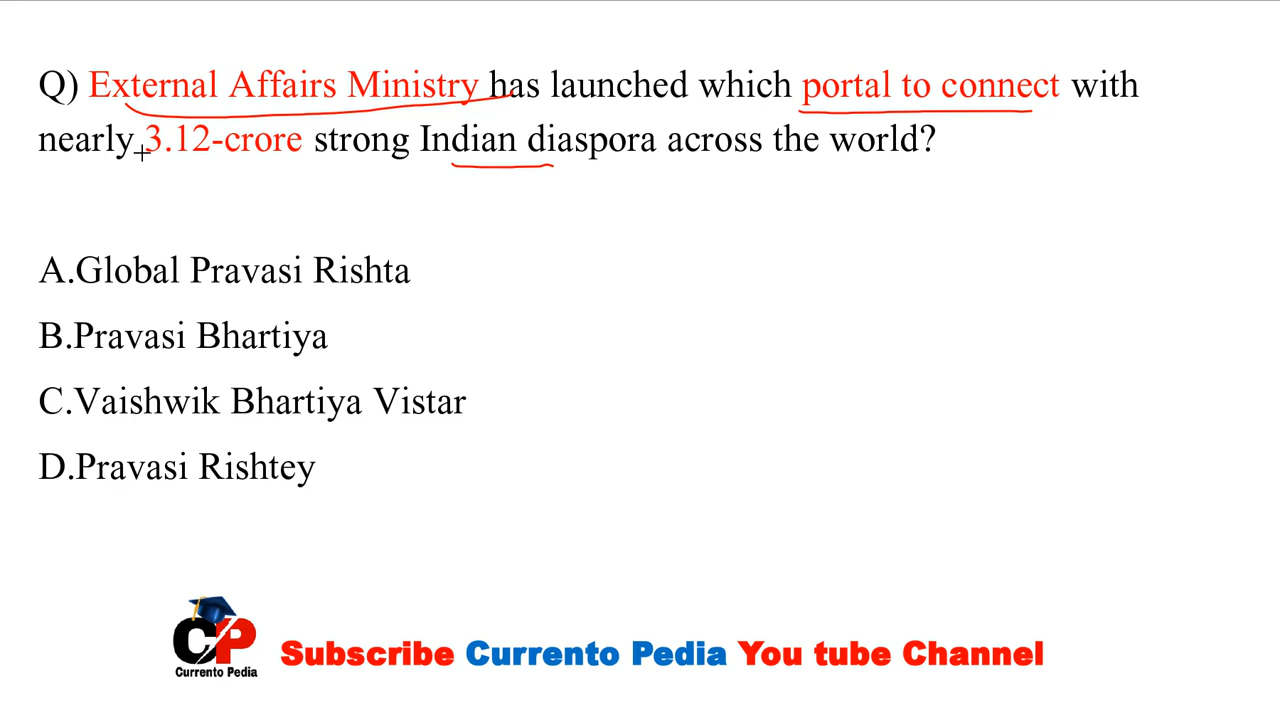 Q) External Affairs Ministry has launched which portal to connect with
nearly 3.12-crore strong Indian diaspora across the world?
A.Global Pravasi Rishta
B.Pravasi Bhartiya
C.Vaishwik Bhartiya Vistar
D.Pravasi Rishtey
CP
Currento Pedia
Subscribe Currento Pedia You tube Channel